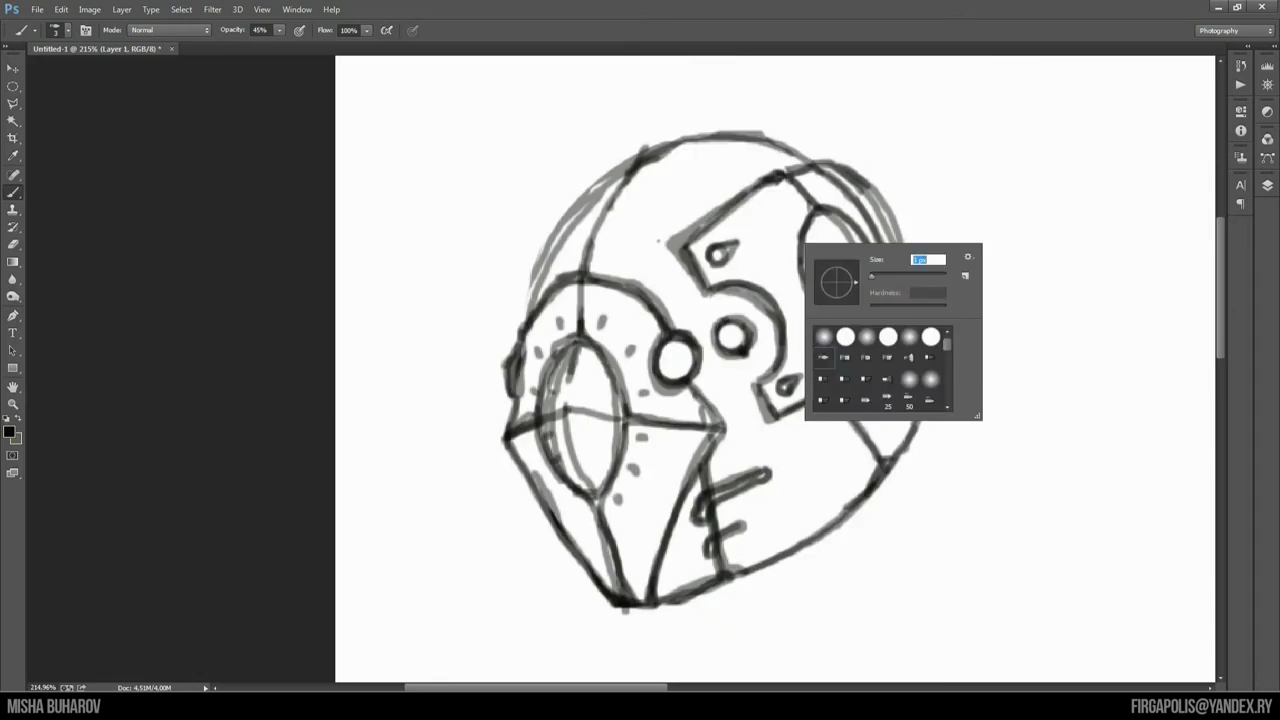 Ps File Edit Image Layer Type Select Filter 3D View Window Help
3 Mode: Normal Opacity: 45% Flow: 100% Photography
Untitled-1 @ 215% (Layer 1, RGB/8) * ×
Size:
Hardness:
25 50
214,96% Doc: 4,51M/4,00M
MISHA BUHAROV FIRGAPOLIS@YANDEX.RY